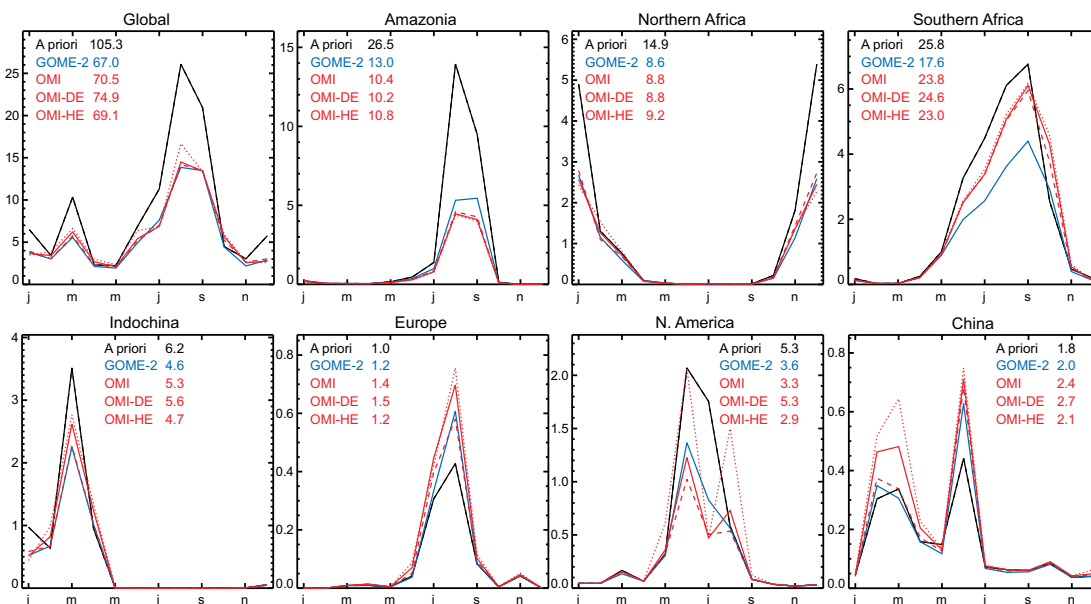 Global
A priori 105.3
GOME-2 67.0
OMI 70.5
OMI-DE 74.9
OMI-HE 69.1
25
20
15
10
5
0
j m m j s n
Amazonia
A priori 26.5
GOME-2 13.0
OMI 10.4
OMI-DE 10.2
OMI-HE 10.8
15
10
5
0
j m m j s n
Northern Africa
A priori 14.9
GOME-2 8.6
OMI 8.8
OMI-DE 8.8
OMI-HE 9.2
6
5
4
3
2
1
0
j m m j s n
Southern Africa
A priori 25.8
GOME-2 17.6
OMI 23.8
OMI-DE 24.6
OMI-HE 23.0
6
4
2
0
j m m j s n
Indochina
A priori 6.2
GOME-2 4.6
OMI 5.3
OMI-DE 5.6
OMI-HE 4.7
4
3
2
1
0
j m m j s n
Europe
A priori 1.0
GOME-2 1.2
OMI 1.4
OMI-DE 1.5
OMI-HE 1.2
0.8
0.6
0.4
0.2
0.0
j m m j s n
N. America
A priori 5.3
GOME-2 3.6
OMI 3.3
OMI-DE 5.3
OMI-HE 2.9
2.0
1.5
1.0
0.5
0.0
j m m j s n
China
A priori 1.8
GOME-2 2.0
OMI 2.4
OMI-DE 2.7
OMI-HE 2.1
0.8
0.6
0.4
0.2
0.0
j m m j s n